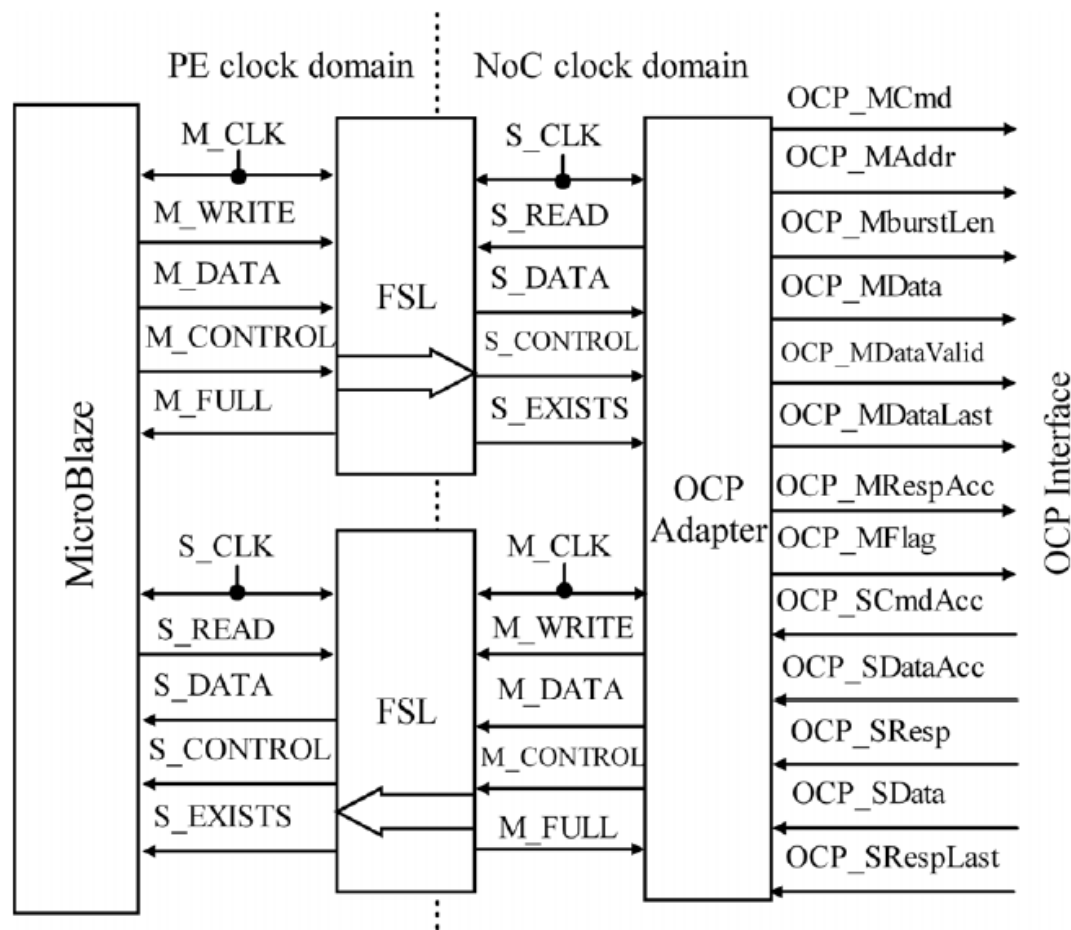 PE clock domain
NoC clock domain
MicroBlaze
M_CLK
M_WRITE
M_DATA
M_CONTROL
M_FULL
FSL
S_CLK
S_READ
S_DATA
S_CONTROL
S_EXISTS
S_CLK
S_READ
S_DATA
S_CONTROL
S_EXISTS
FSL
M_CLK
M_WRITE
M_DATA
M_CONTROL
M_FULL
OCP
Adapter
OCP_MCmd
OCP_MAddr
OCP_MburstLen
OCP_MData
OCP_MDataValid
OCP_MDataLast
OCP_MRespAcc
OCP_MFlag
OCP_SCmdAcc
OCP_SDataAcc
OCP_SResp
OCP_SData
OCP_SRespLast
OCP Interface